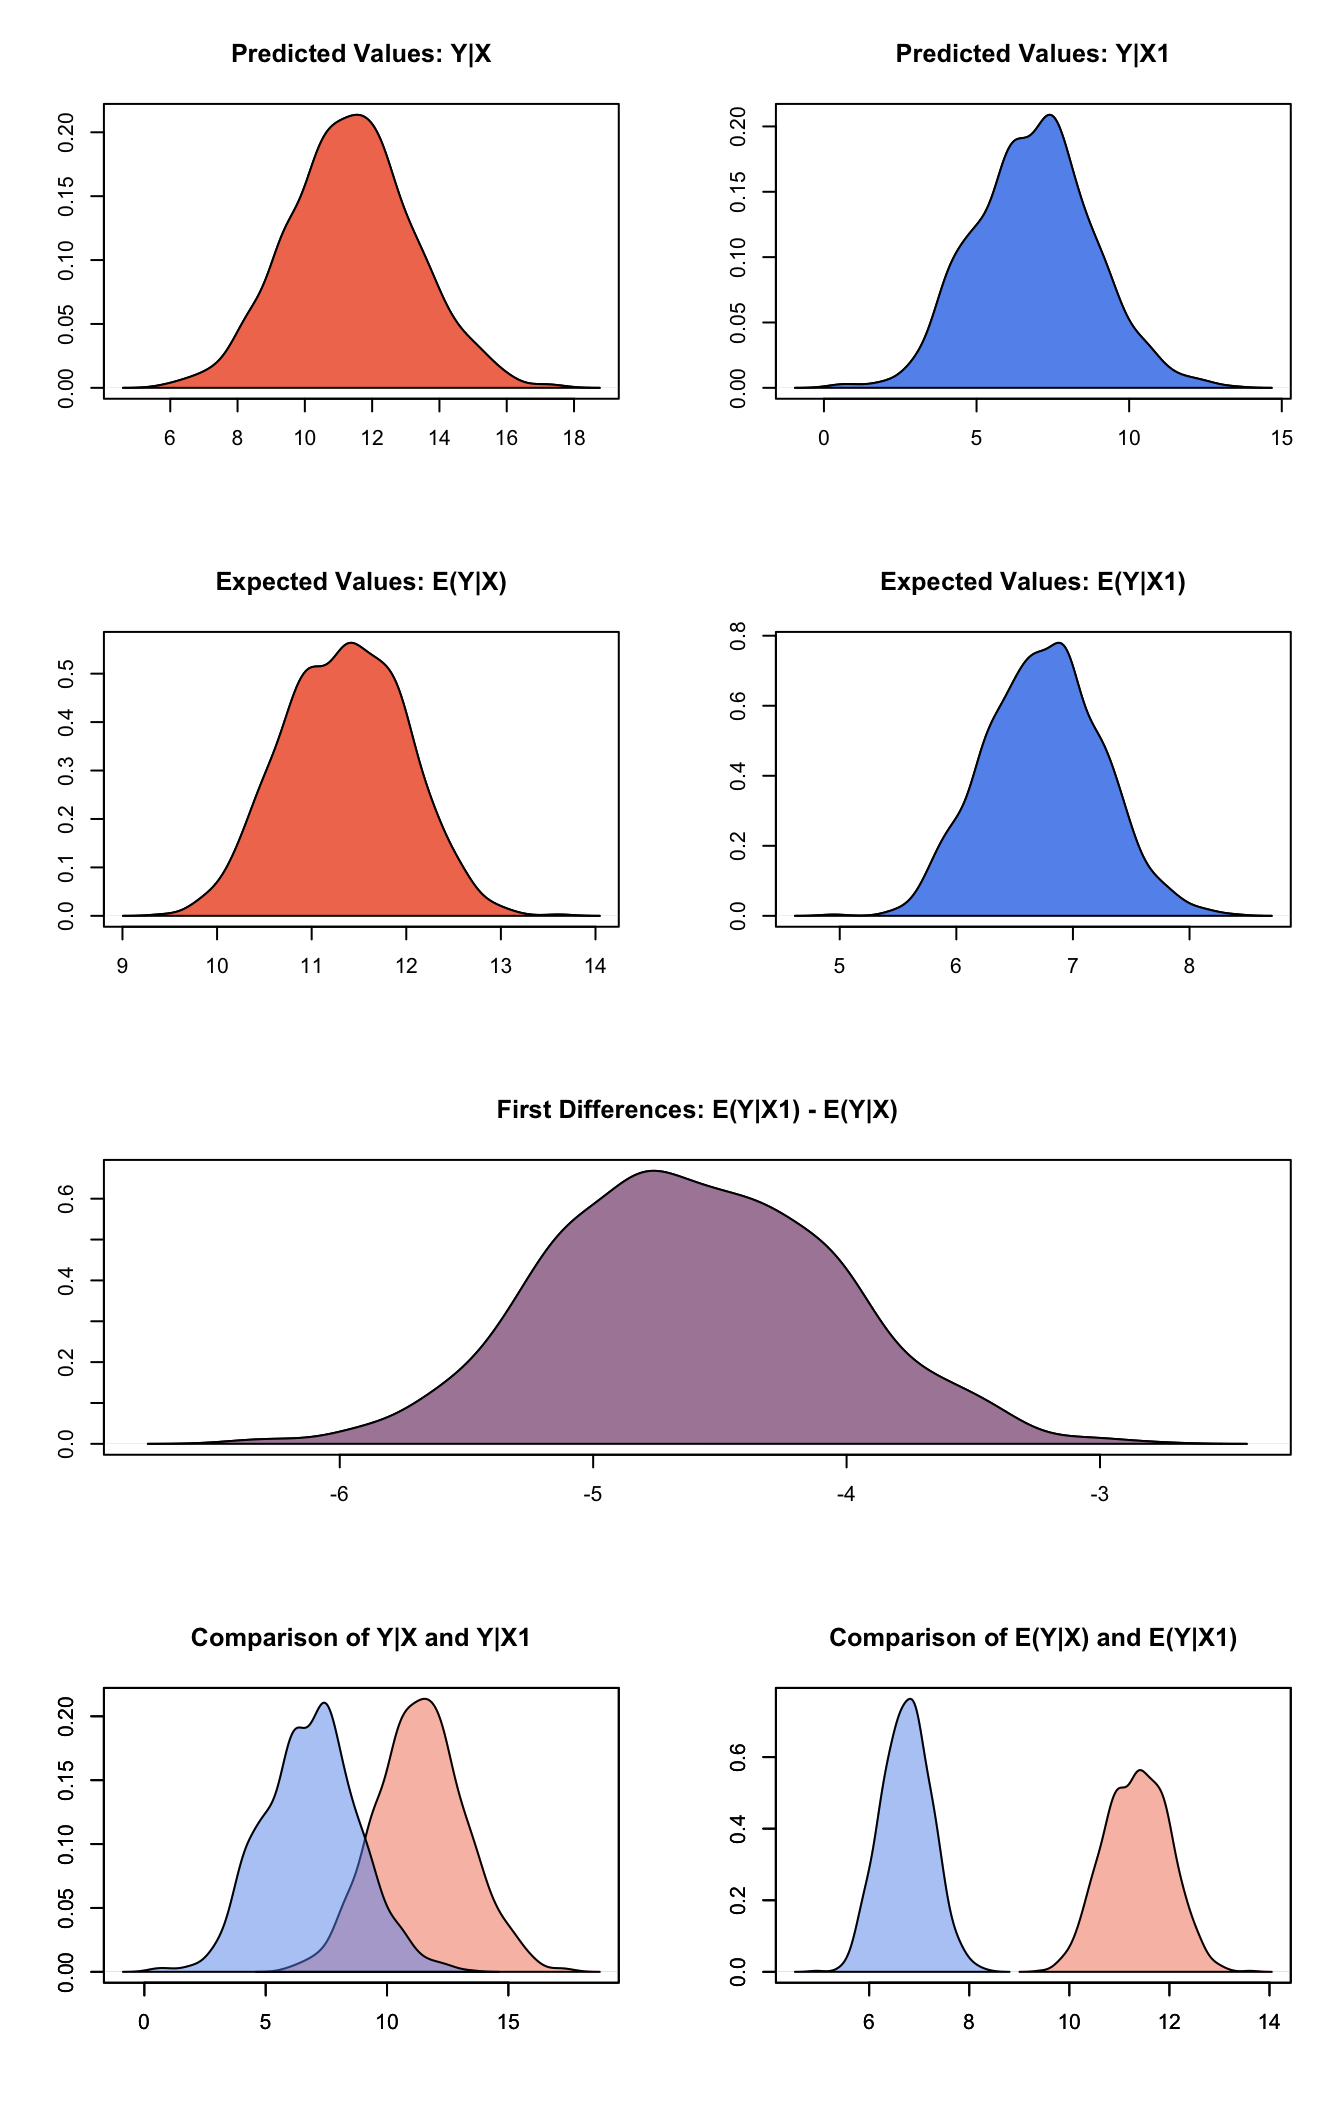 Predicted Values: Y|X
0.00 0.05 0.10 0.15 0.20
6 8 10 12 14 16 18
Predicted Values: Y|X1
0.00 0.05 0.10 0.15 0.20
0 5 10 15
Expected Values: E(Y|X)
0.0 0.1 0.2 0.3 0.4 0.5
9 10 11 12 13 14
Expected Values: E(Y|X1)
0.0 0.2 0.4 0.6 0.8
5 6 7 8
First Differences: E(Y|X1) - E(Y|X)
0.0 0.2 0.4 0.6
-6 -5 -4 -3
Comparison of Y|X and Y|X1
0.00 0.05 0.10 0.15 0.20
0 5 10 15
Comparison of E(Y|X) and E(Y|X1)
0.0 0.2 0.4 0.6
6 8 10 12 14